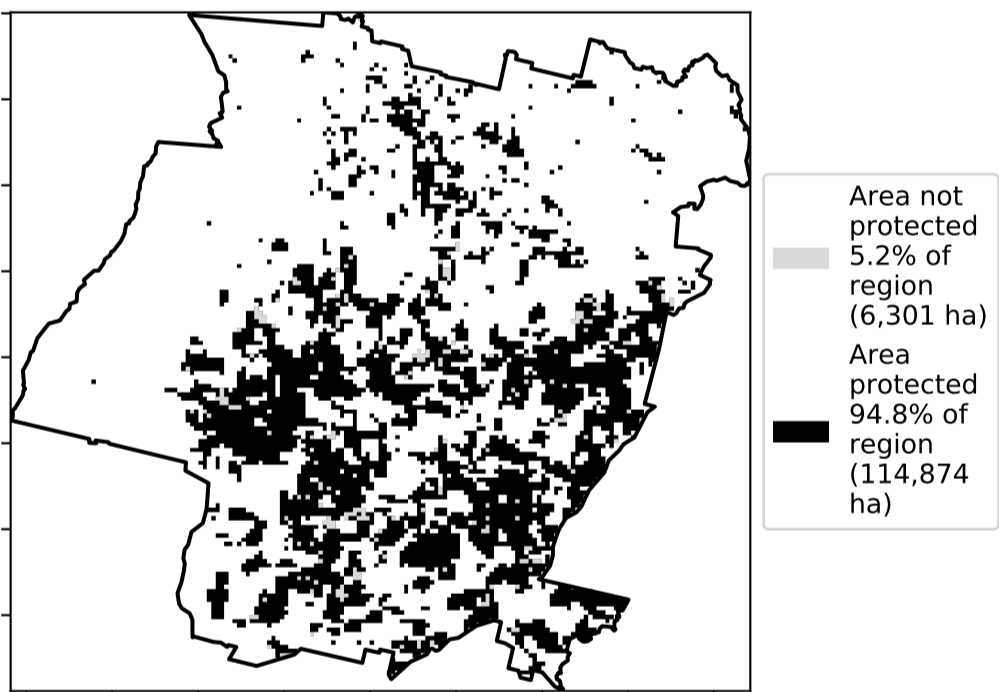 Area not
protected
5.2% of
region
(6,301 ha)
Area
protected
94.8% of
region
(114,874
ha)